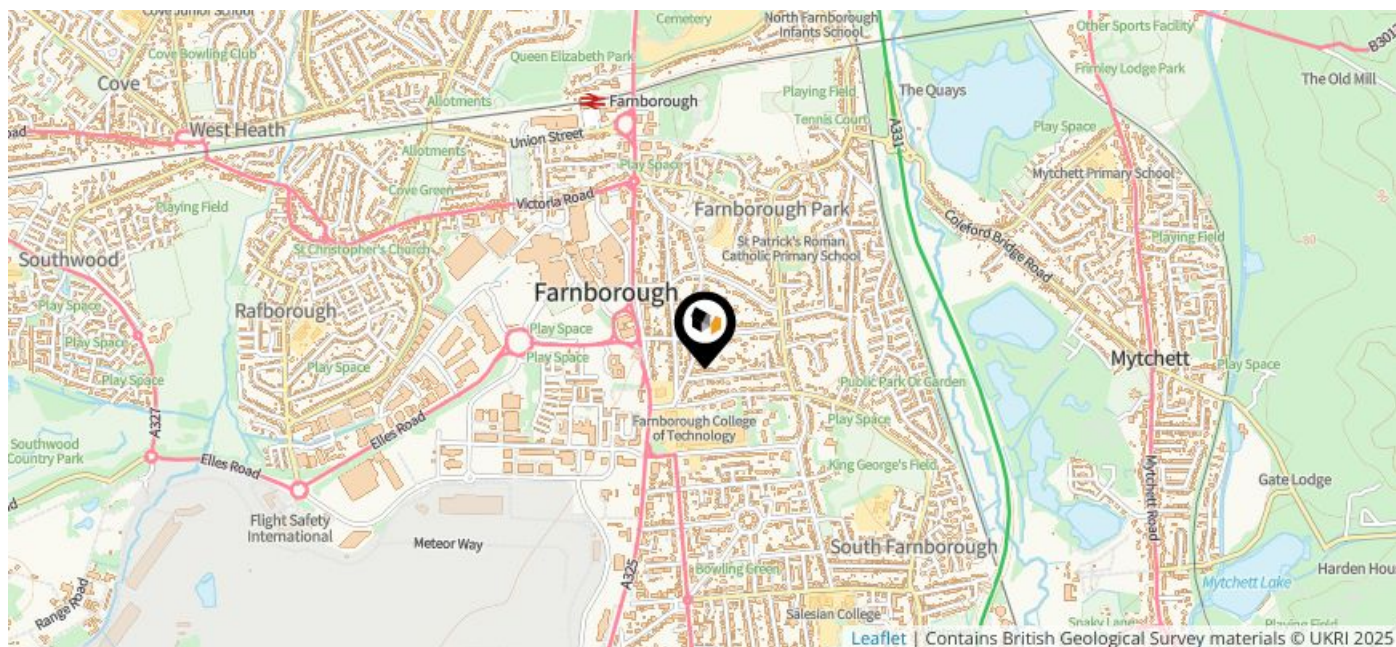 Cove Junior School
Cemetery
North Farnborough
Infants School
Other Sports Facility
B301
Cove Bowling Club
Queen Elizabeth Park
Frimley Lodge Park
The Old Mill
Cove
Allotments
Farnborough
Playing Field
The Quays
Play Space
West Heath
Union Street
Tennis Court
A331
Allotments
Play Space
Mytchett Primary School
Cove Green
Playing Field
Victoria Road
Farnborough Park
Coleford Bridge Road
St Christopher's Church
St Patrick's Roman
Catholic Primary School
Playing Field
Southwood
Farnborough
Play Space
Rafborough
Play Space
Play Space
Mytchett
Play Space
Play Space
Play Space
Play Space
Public Park Or Garden
A327
Elles Road
Farnborough College
of Technology
Play Space
Southwood
Country Park
Elles Road
King George's Field
Mytchett Road
Gate Lodge
Flight Safety
International
Meteor Way
South Farnborough
A325
Bowling Green
Harden Hou
Range Road
Mytchett Lake
Salesian College
Snaky Lane
Playing Field
Leaflet | Contains British Geological Survey materials © UKRI 2025